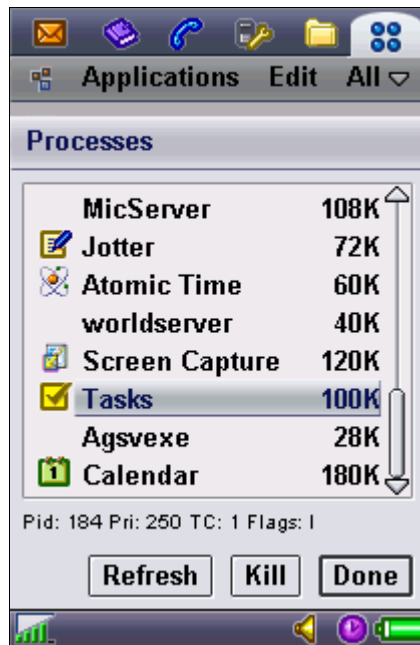 Applications Edit All
Processes
MicServer 108K
Jotter 72K
Atomic Time 60K
worldserver 40K
Screen Capture 120K
Tasks 100K
Agsvexe 28K
1 Calendar 180K
Pid: 184 Pri: 250 TC: 1 Flags: I
Refresh Kill Done